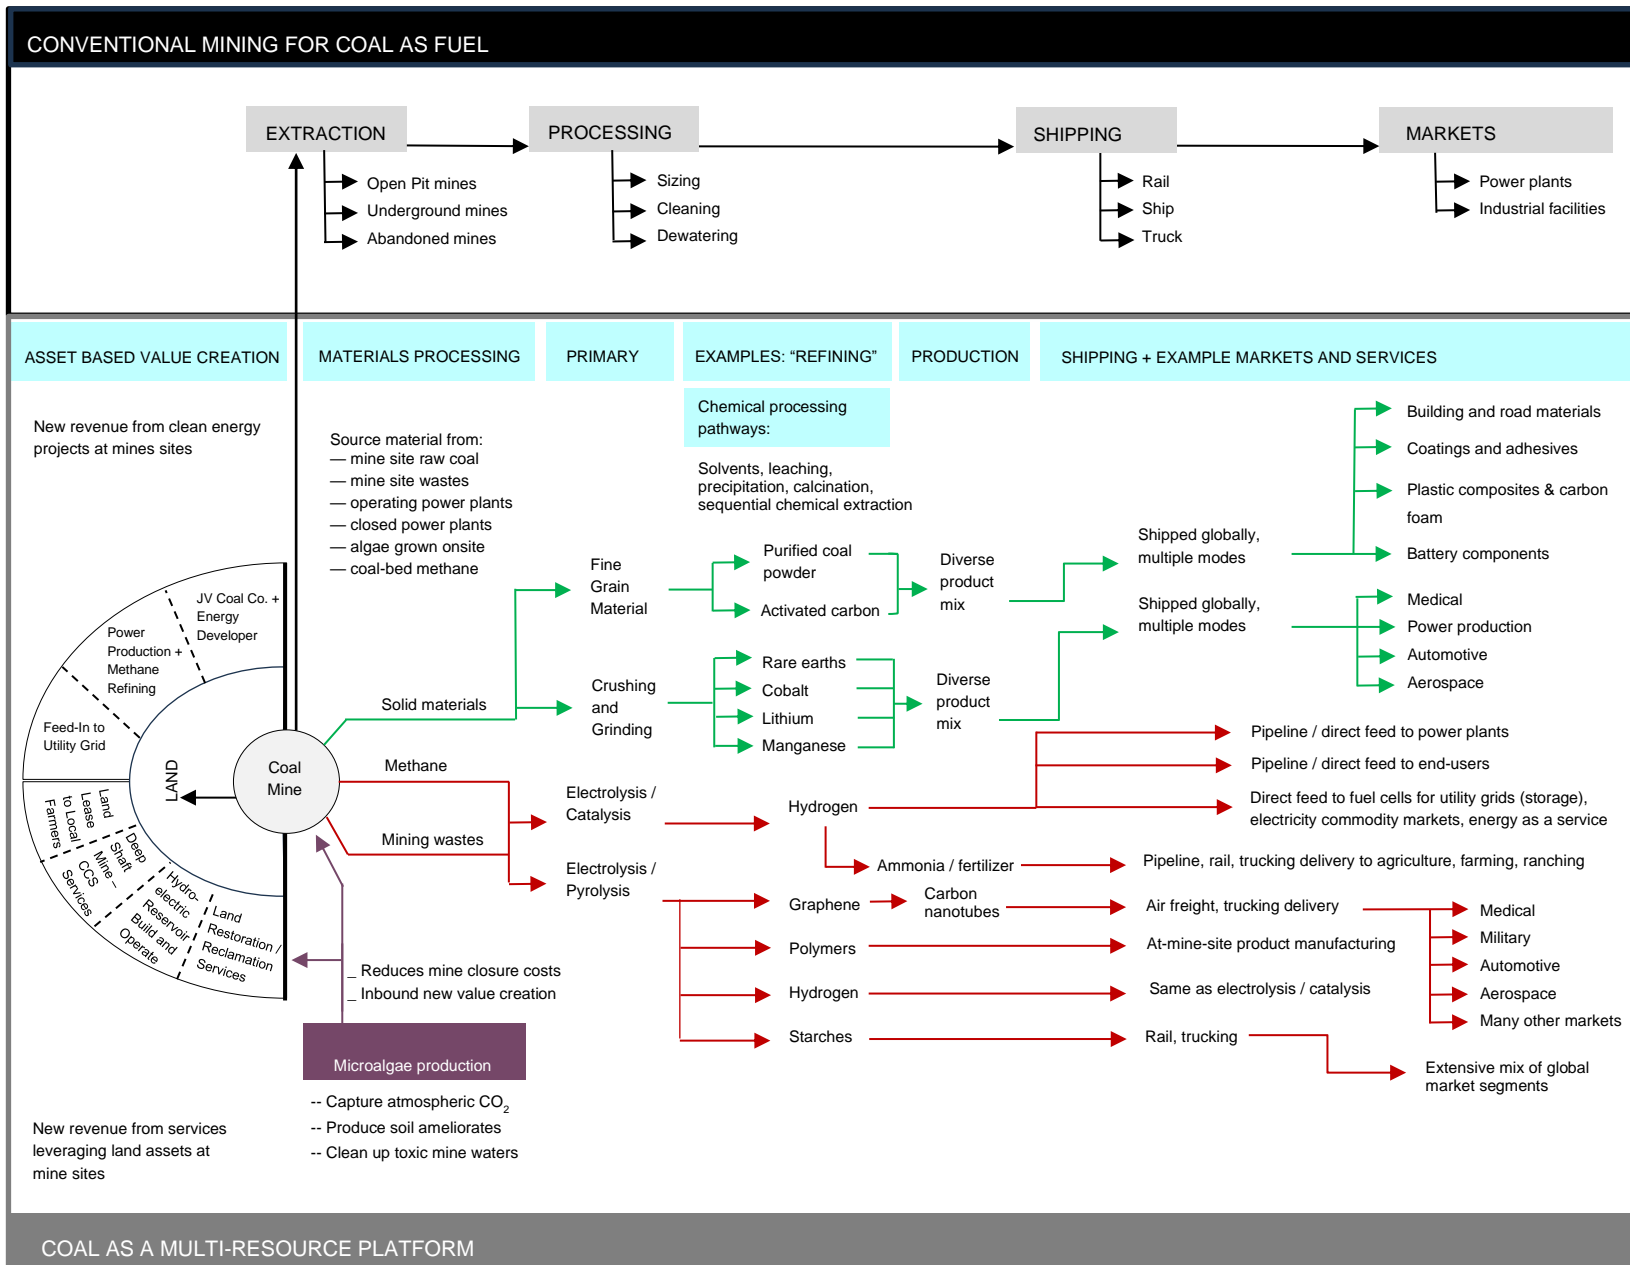 CONVENTIONAL MINING FOR COAL AS FUEL
EXTRACTION
Open Pit mines
Underground mines
Abandoned mines
PROCESSING
Sizing
Cleaning
Dewatering
SHIPPING
Rail
Ship
Truck
MARKETS
Power plants
Industrial facilities
ASSET BASED VALUE CREATION
MATERIALS PROCESSING
PRIMARY
EXAMPLES: “REFINING”
PRODUCTION
SHIPPING + EXAMPLE MARKETS AND SERVICES
New revenue from clean energy
projects at mines sites
JV Coal Co. +
Energy
Developer
Power
Production +
Methane
Refining
Feed-In to
Utility Grid
LAND
Coal
Mine
Land
Lease
to Local
Farmers
Deep
Shaft
Mine –
CCS
Services
Hydro-
electric
Reservoir
Build and
Operate
Land
Restoration /
Reclamation
Services
New revenue from services
leveraging land assets at
mine sites
Source material from:
— mine site raw coal
— mine site wastes
— operating power plants
— closed power plants
— algae grown onsite
— coal-bed methane
Solid materials
Methane
Mining wastes
_ Reduces mine closure costs
_ Inbound new value creation
Microalgae production
-- Capture atmospheric CO2
-- Produce soil ameliorates
-- Clean up toxic mine waters
Fine
Grain
Material
Crushing
and
Grinding
Electrolysis /
Catalysis
Electrolysis /
Pyrolysis
Chemical processing
pathways:
Solvents, leaching,
precipitation, calcination,
sequential chemical extraction
Purified coal
powder
Activated carbon
Rare earths
Cobalt
Lithium
Manganese
Hydrogen
Ammonia / fertilizer
Graphene
Carbon
nanotubes
Polymers
Hydrogen
Starches
Diverse
product
mix
Diverse
product
mix
Shipped globally,
multiple modes
Shipped globally,
multiple modes
Building and road materials
Coatings and adhesives
Plastic composites & carbon
foam
Battery components
Medical
Power production
Automotive
Aerospace
Pipeline / direct feed to power plants
Pipeline / direct feed to end-users
Direct feed to fuel cells for utility grids (storage),
electricity commodity markets, energy as a service
Pipeline, rail, trucking delivery to agriculture, farming, ranching
Air freight, trucking delivery
At-mine-site product manufacturing
Same as electrolysis / catalysis
Rail, trucking
Medical
Military
Automotive
Aerospace
Many other markets
Extensive mix of global
market segments
COAL AS A MULTI-RESOURCE PLATFORM